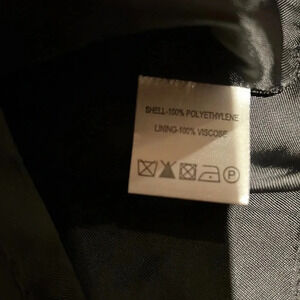 SHELL-100% POLYETHYLENE
LINING-100% VISCOSE
P